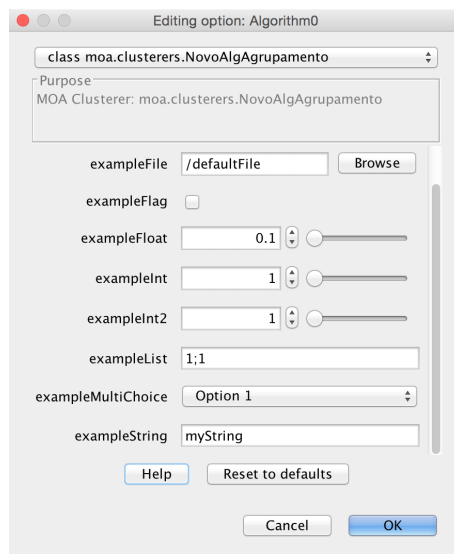 Editing option: Algorithm0
class moa.clusterers.NovoAlgAgrupamento
Purpose
MOA Clusterer: moa.clusterers.NovoAlgAgrupamento
exampleFile /defaultFile Browse
exampleFlag
exampleFloat 0.1
exampleInt 1
exampleInt2 1
exampleList 1;1
exampleMultiChoice Option 1
exampleString myString
Help Reset to defaults
Cancel OK